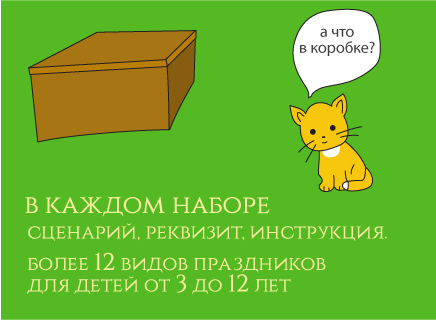 а что
в коробке?
В КАЖДОМ НАБОРЕ
СЦЕНАРИЙ, РЕКВИЗИТ, ИНСТРУКЦИЯ.
БОЛЕЕ 12 ВИДОВ ПРАЗДНИКОВ
ДЛЯ ДЕТЕЙ ОТ 3 ДО 12 ЛЕТ